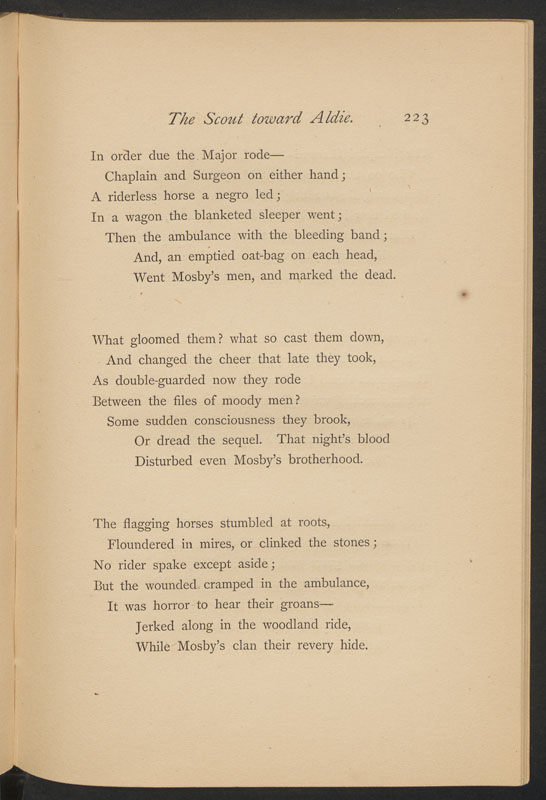 The Scout toward Aldie. 223
In order due the Major rode—
Chaplain and Surgeon on either hand;
A riderless horse a negro led;
In a wagon the blanketed sleeper went;
Then the ambulance with the bleeding band;
And, an emptied oat-bag on each head,
Went Mosby's men, and marked the dead.
What gloomed them? what so cast them down,
And changed the cheer that late they took,
As double-guarded now they rode
Between the files of moody men?
Some sudden consciousness they brook,
Or dread the sequel. That night's blood
Disturbed even Mosby's brotherhood.
The flagging horses stumbled at roots,
Floundered in mires, or clinked the stones;
No rider spake except aside;
But the wounded cramped in the ambulance,
It was horror to hear their groans—
Jerked along in the woodland ride,
While Mosby's clan their revery hide.